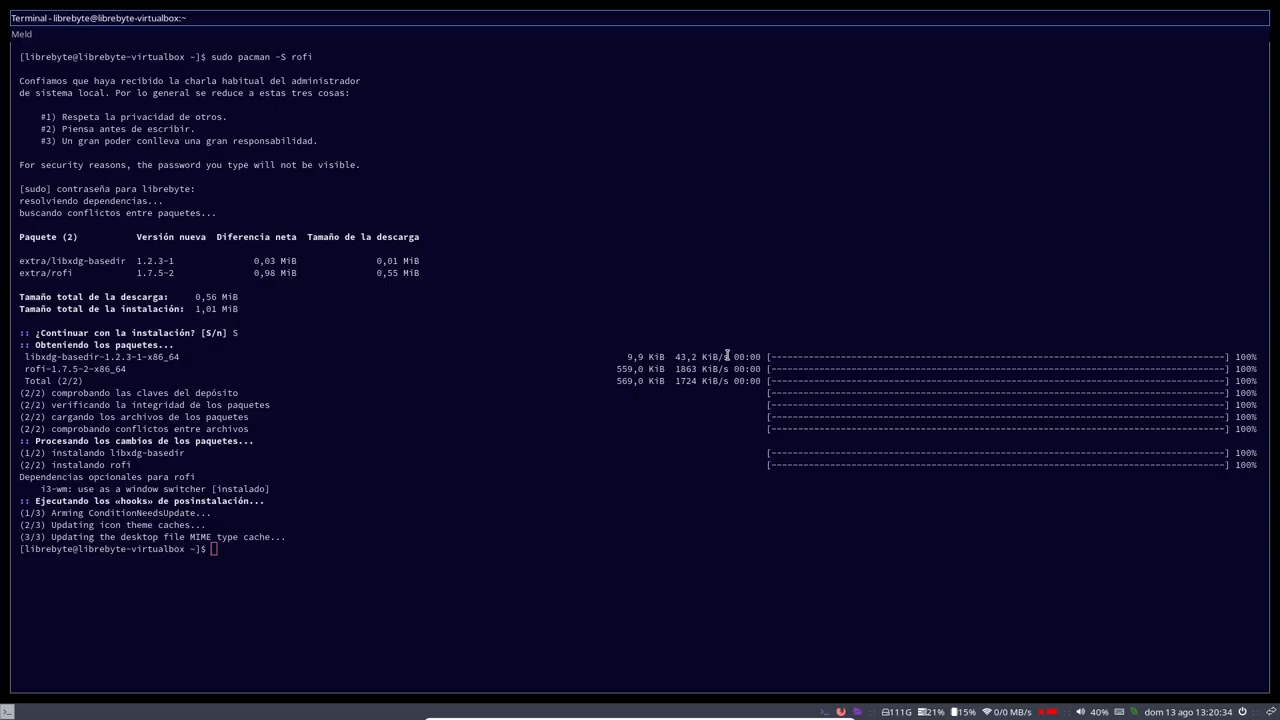 Terminal - librebyte@librebyte-virtualbox:~
Meld
[librebyte@librebyte-virtualbox ~]$ sudo pacman -S rofi
Confiamos que haya recibido la charla habitual del administrador
de sistema local. Por lo general se reduce a estas tres cosas:
#1) Respeta la privacidad de otros.
#2) Piensa antes de escribir.
#3) Un gran poder conlleva una gran responsabilidad.
For security reasons, the password you type will not be visible.
[sudo] contraseña para librebyte:
resolviendo dependencias...
buscando conflictos entre paquetes...
Paquete (2) Versión nueva Diferencia neta Tamaño de la descarga
extra/libxdg-basedir 1.2.3-1 0,03 MiB 0,01 MiB
extra/rofi 1.7.5-2 0,98 MiB 0,55 MiB
Tamaño total de la descarga: 0,56 MiB
Tamaño total de la instalación: 1,01 MiB
:: ¿Continuar con la instalación? [S/n] S
:: Obteniendo los paquetes...
libxdg-basedir-1.2.3-1-x86_64 9,9 KiB 43,2 KiB/s 00:00 [--------------------------------------------------------------------------------------] 100%
rofi-1.7.5-2-x86_64 559,0 KiB 1863 KiB/s 00:00 [--------------------------------------------------------------------------------------] 100%
Total (2/2) 569,0 KiB 1724 KiB/s 00:00 [--------------------------------------------------------------------------------------] 100%
(2/2) comprobando las claves del depósito [--------------------------------------------------------------------------------------] 100%
(2/2) verificando la integridad de los paquetes [--------------------------------------------------------------------------------------] 100%
(2/2) cargando los archivos de los paquetes [--------------------------------------------------------------------------------------] 100%
(2/2) comprobando conflictos entre archivos [--------------------------------------------------------------------------------------] 100%
:: Procesando los cambios de los paquetes...
(1/2) instalando libxdg-basedir [--------------------------------------------------------------------------------------] 100%
(2/2) instalando rofi [--------------------------------------------------------------------------------------] 100%
Dependencias opcionales para rofi
i3-wm: use as a window switcher [instalado]
:: Ejecutando los «hooks» de posinstalación...
(1/3) Arming ConditionNeedsUpdate...
(2/3) Updating icon theme caches...
(3/3) Updating the desktop file MIME type cache...
[librebyte@librebyte-virtualbox ~]$
111G 21% 15% 0/0 MB/s 40% dom 13 ago 10:20:34